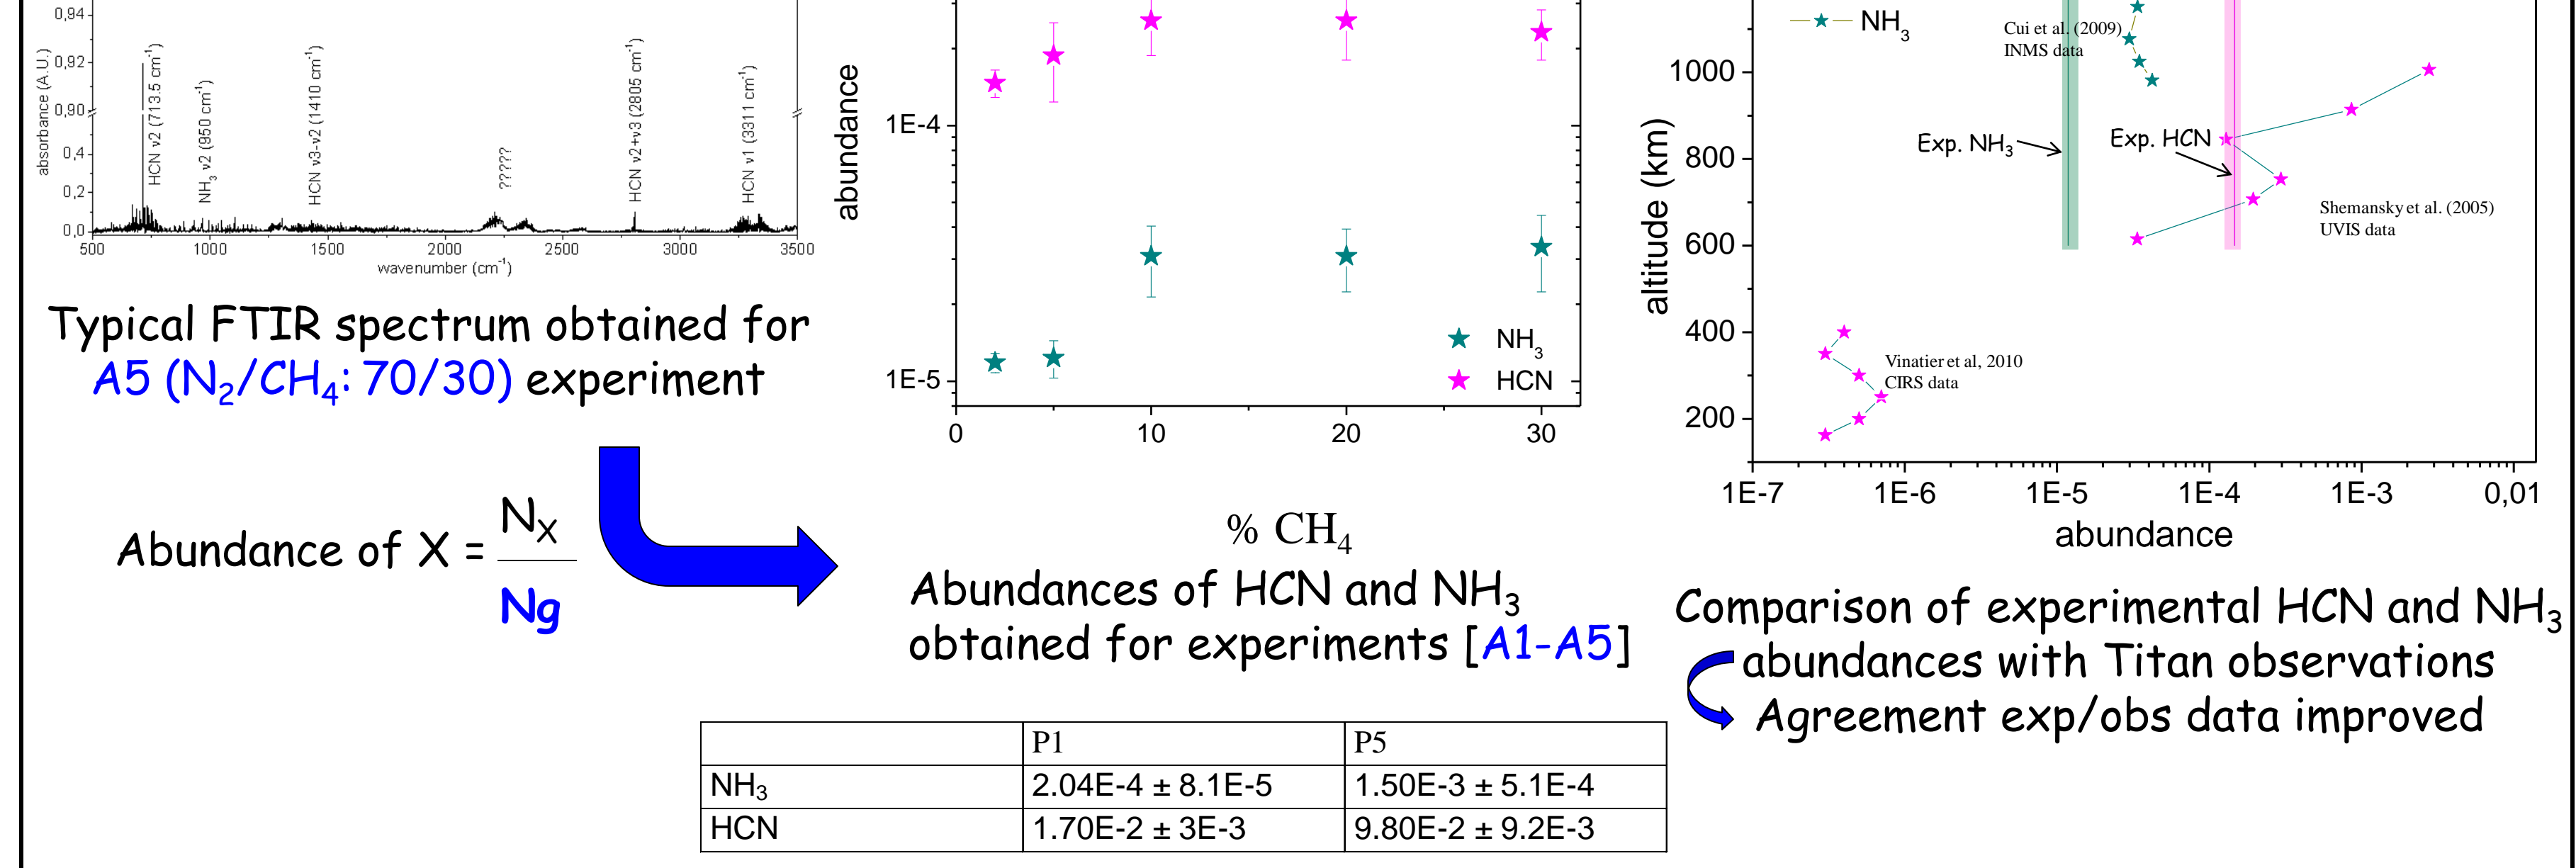 0,94
0,92
0,90
0,4
0,2
0,0
absorbance (A.U.)
HCN ν2 (713.5 cm⁻¹)
NH₃ ν2 (950 cm⁻¹)
HCN ν3-ν2 (1410 cm⁻¹)
?????
HCN ν2+ν3 (2805 cm⁻¹)
HCN ν1 (3311 cm⁻¹)
500 1000 1500 2000 2500 3000 3500
wavenumber (cm⁻¹)
Typical FTIR spectrum obtained for
A5 (N₂/CH₄: 70/30) experiment
Abundance of X = Nx
Ng
abundance
1E-4
1E-5
NH₃
HCN
0 10 20 30
% CH₄
Abundances of HCN and NH₃
obtained for experiments [A1-A5]
NH₃
Cui et al. (2009)
INMS data
1000
800
600
400
200
altitude (km)
Exp. NH₃
Exp. HCN
Shemansky et al. (2005)
UVIS data
Vinatier et al, 2010
CIRS data
1E-7 1E-6 1E-5 1E-4 1E-3 0,01
abundance
Comparison of experimental HCN and NH₃
abundances with Titan observations
Agreement exp/obs data improved
P1 P5
NH₃ 2.04E-4 ± 8.1E-5 1.50E-3 ± 5.1E-4
HCN 1.70E-2 ± 3E-3 9.80E-2 ± 9.2E-3